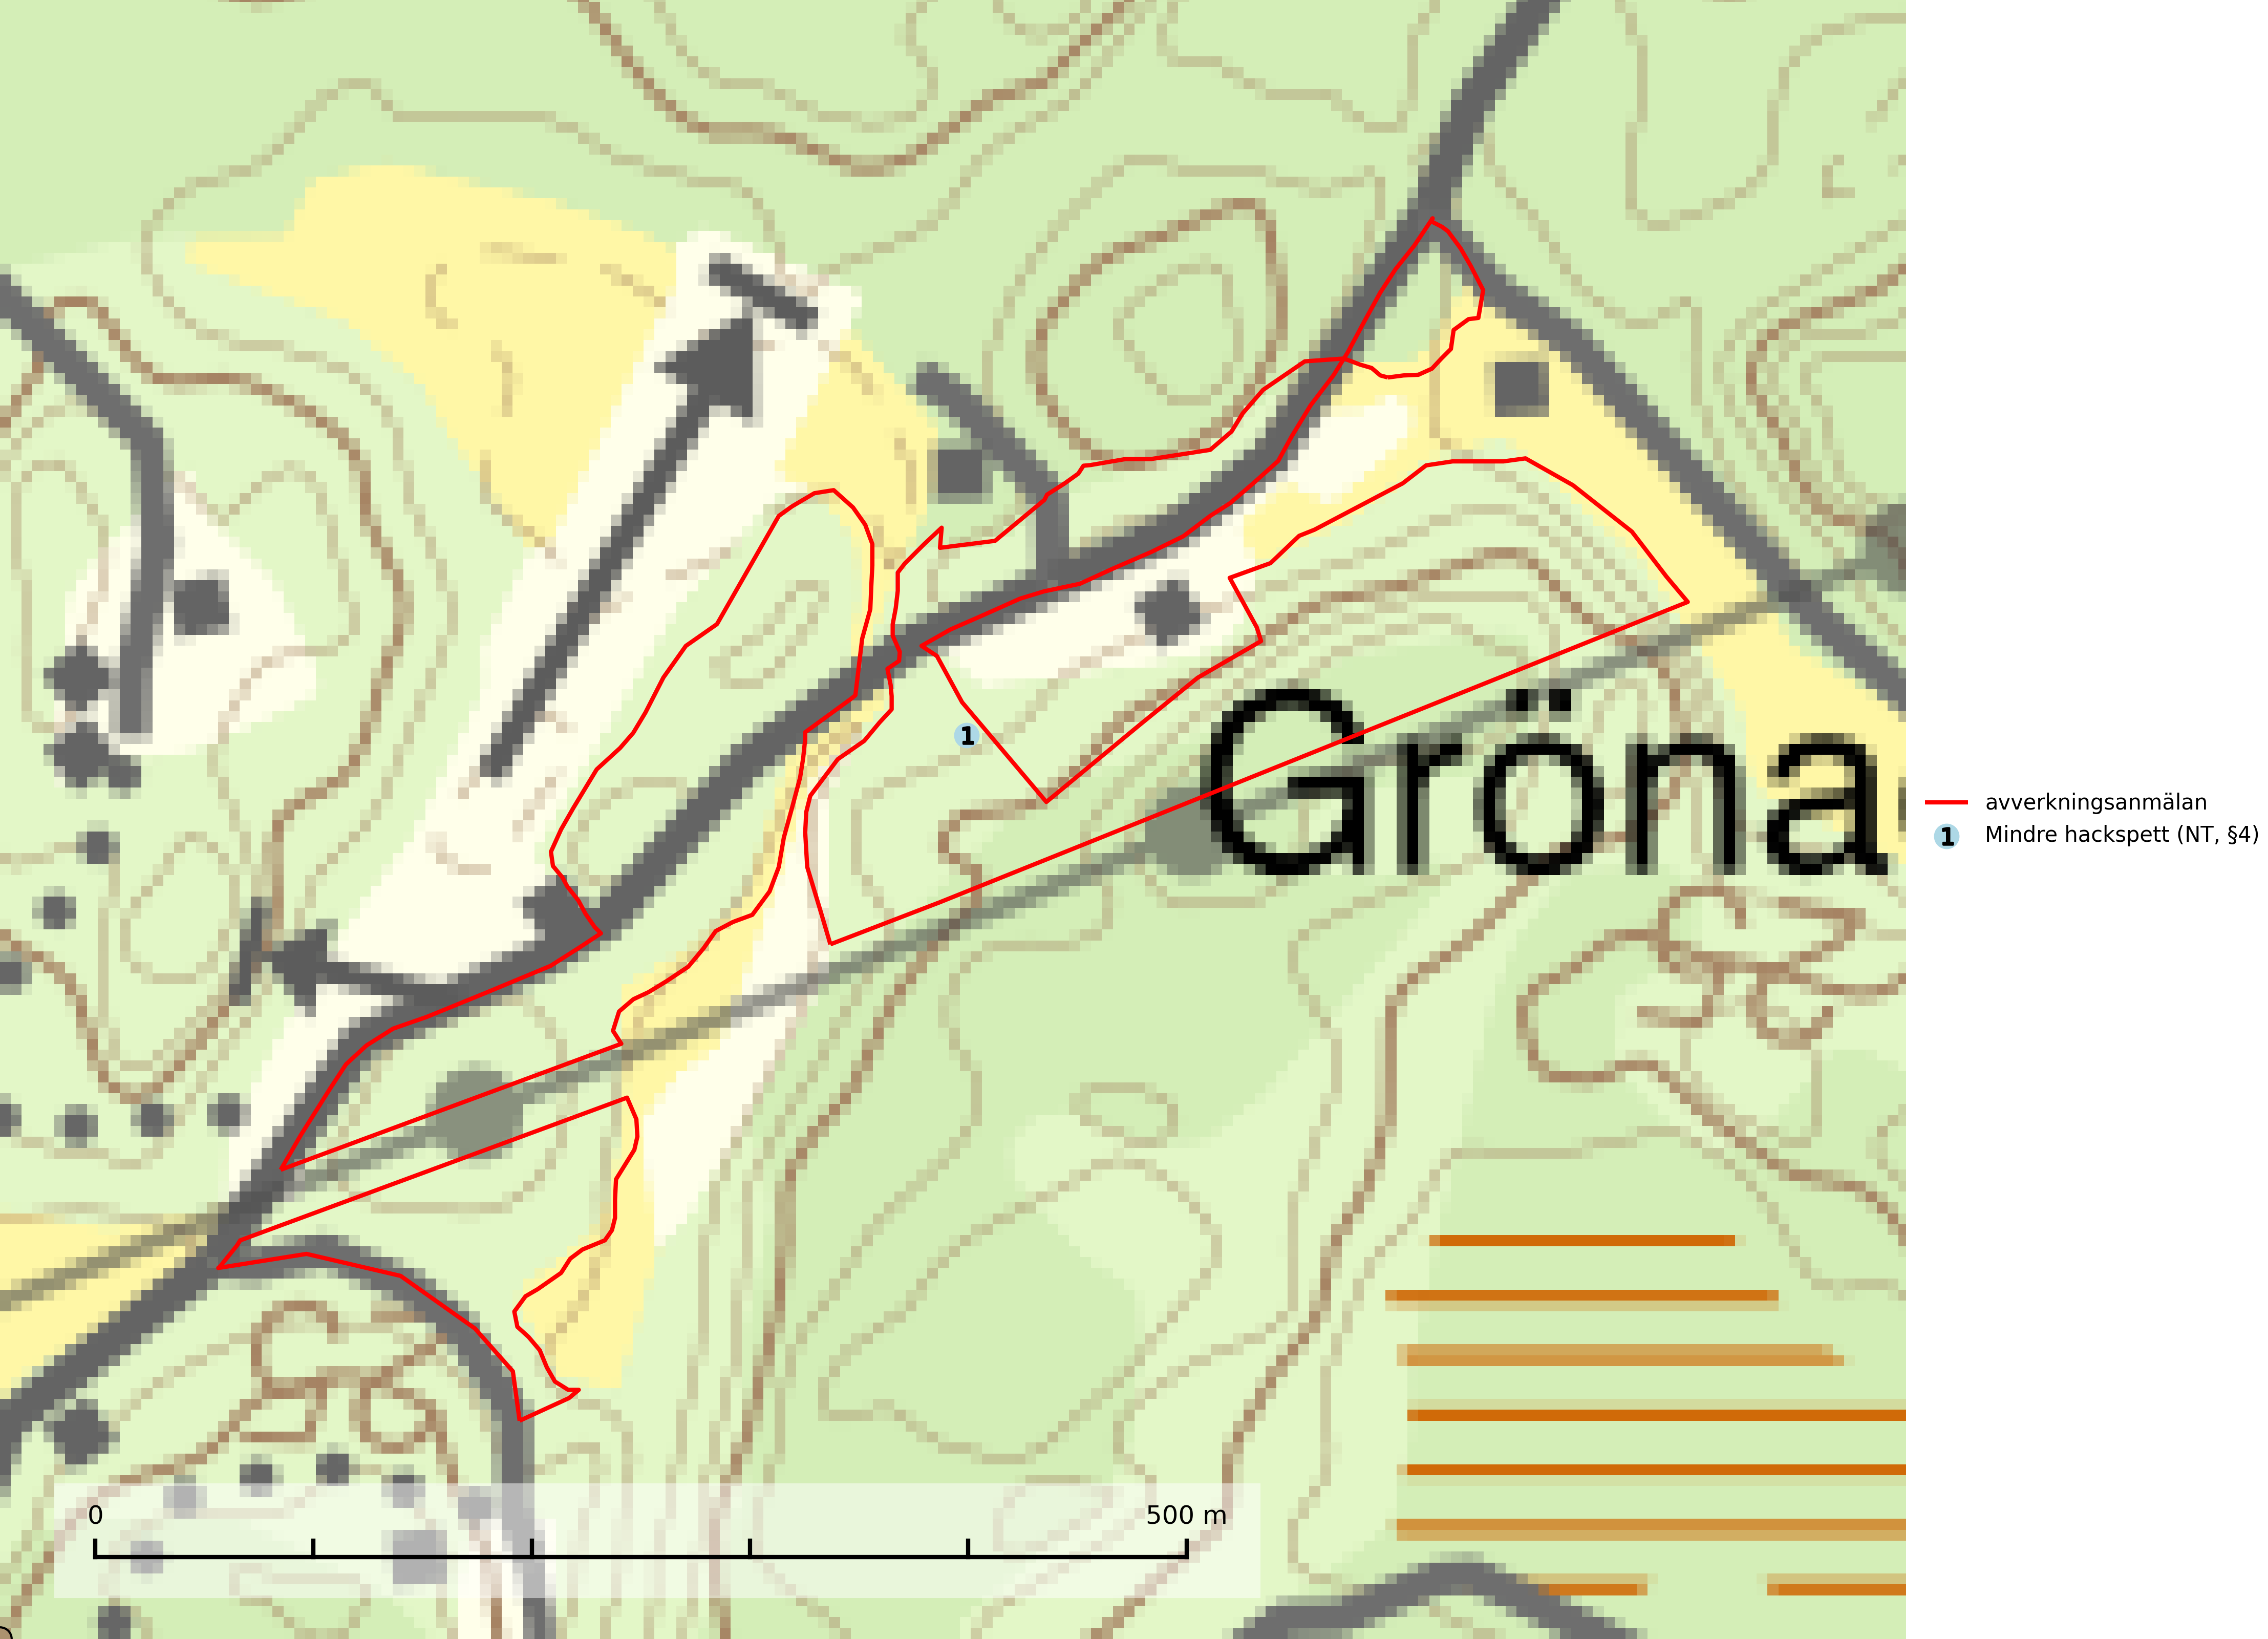 Gröna
avverkningsanmälan
1 Mindre hackspett (NT, §4)
1
0 500 m